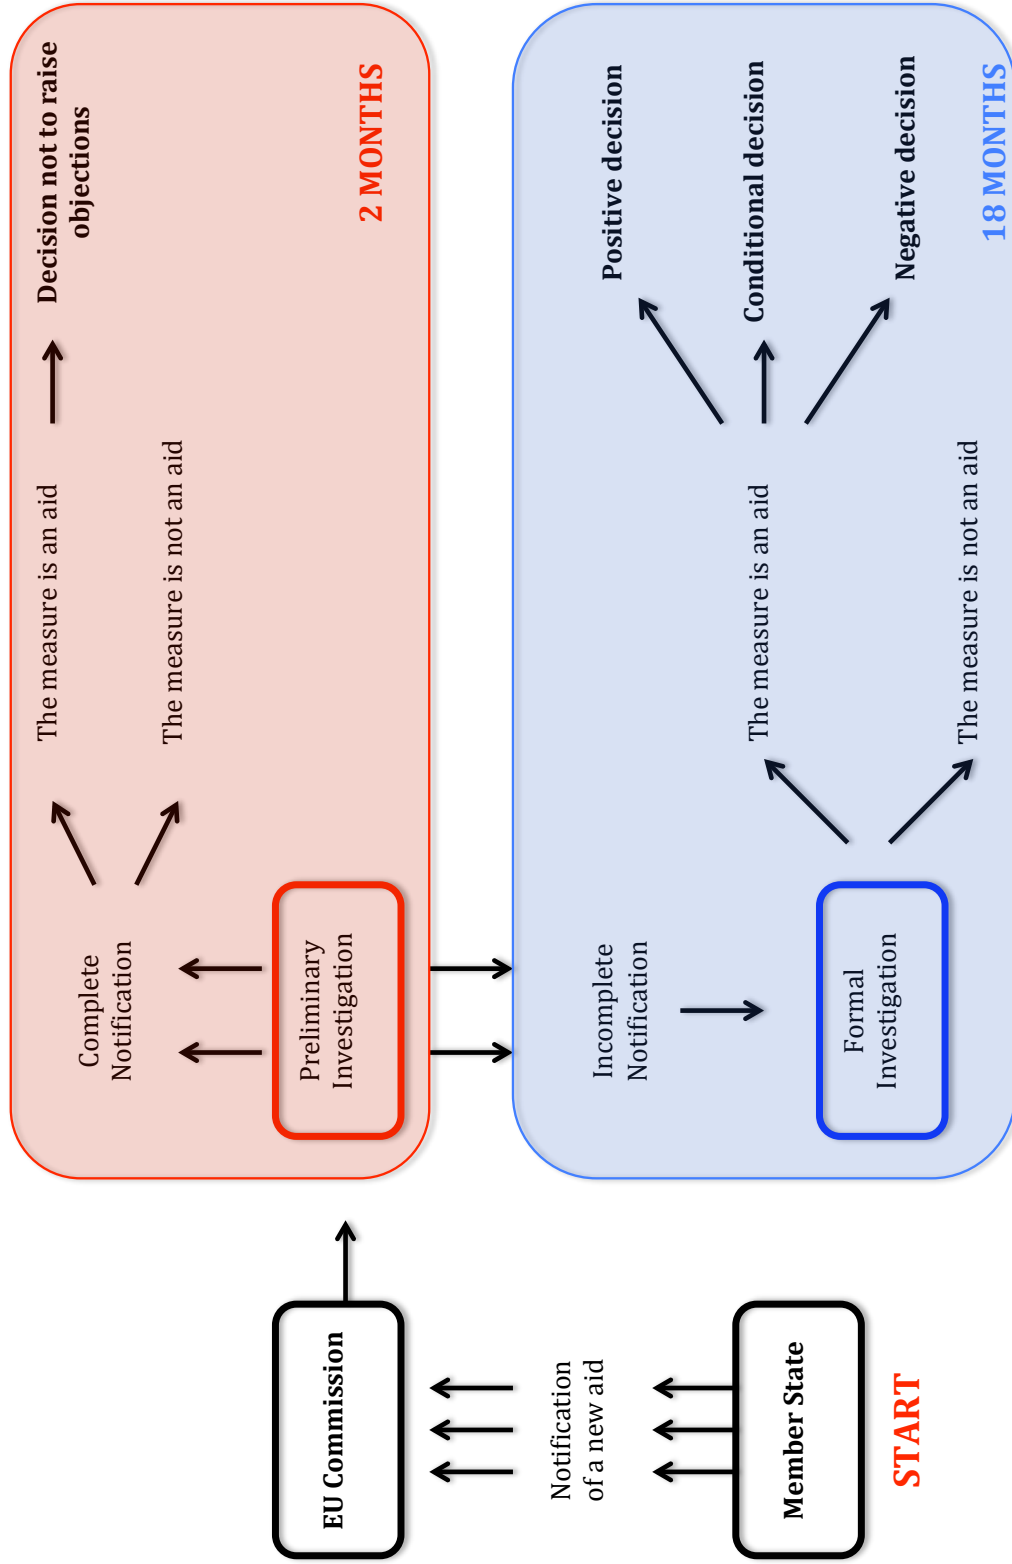 START
Member State
Notification
of a new aid
EU Commission
Preliminary
Investigation
Complete
Notification
The measure is an aid
The measure is not an aid
Decision not to raise
objections
2 MONTHS
Incomplete
Notification
Formal
Investigation
The measure is an aid
The measure is not an aid
Positive decision
Conditional decision
Negative decision
18 MONTHS